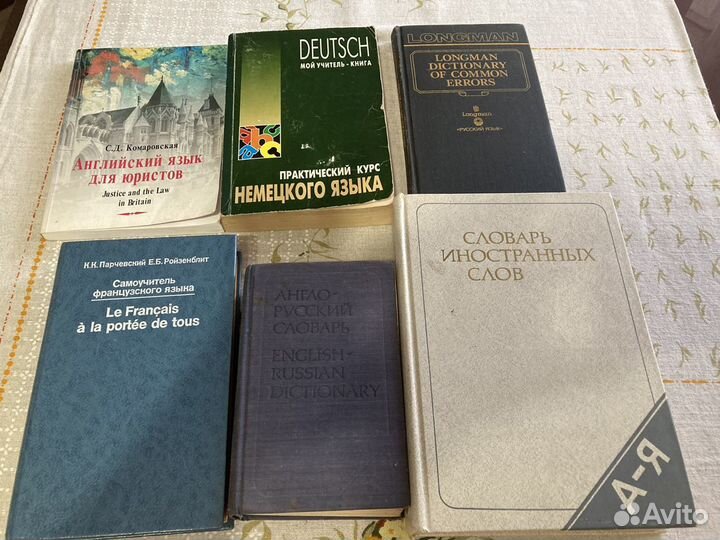 С.Д. Комаровская
Английский язык
для юристов
Justice and the Law
in Britain
DEUTSCH
МОЙ УЧИТЕЛЬ - КНИГА
ПРАКТИЧЕСКИЙ КУРС
НЕМЕЦКОГО ЯЗЫКА
LONGMAN
LONGMAN
DICTIONARY
OF COMMON
ERRORS
Longman
«РУССКИЙ ЯЗЫК»
К.К. Парчевский Е.Б. Ройзенблит
Самоучитель
французского языка
Le Français
à la portée de tous
АНГЛО-
РУССКИЙ
СЛОВАРЬ
ENGLISH-
RUSSIAN
DICTIONARY
СЛОВАРЬ
ИНОСТРАННЫХ
СЛОВ
А-Я
Avito